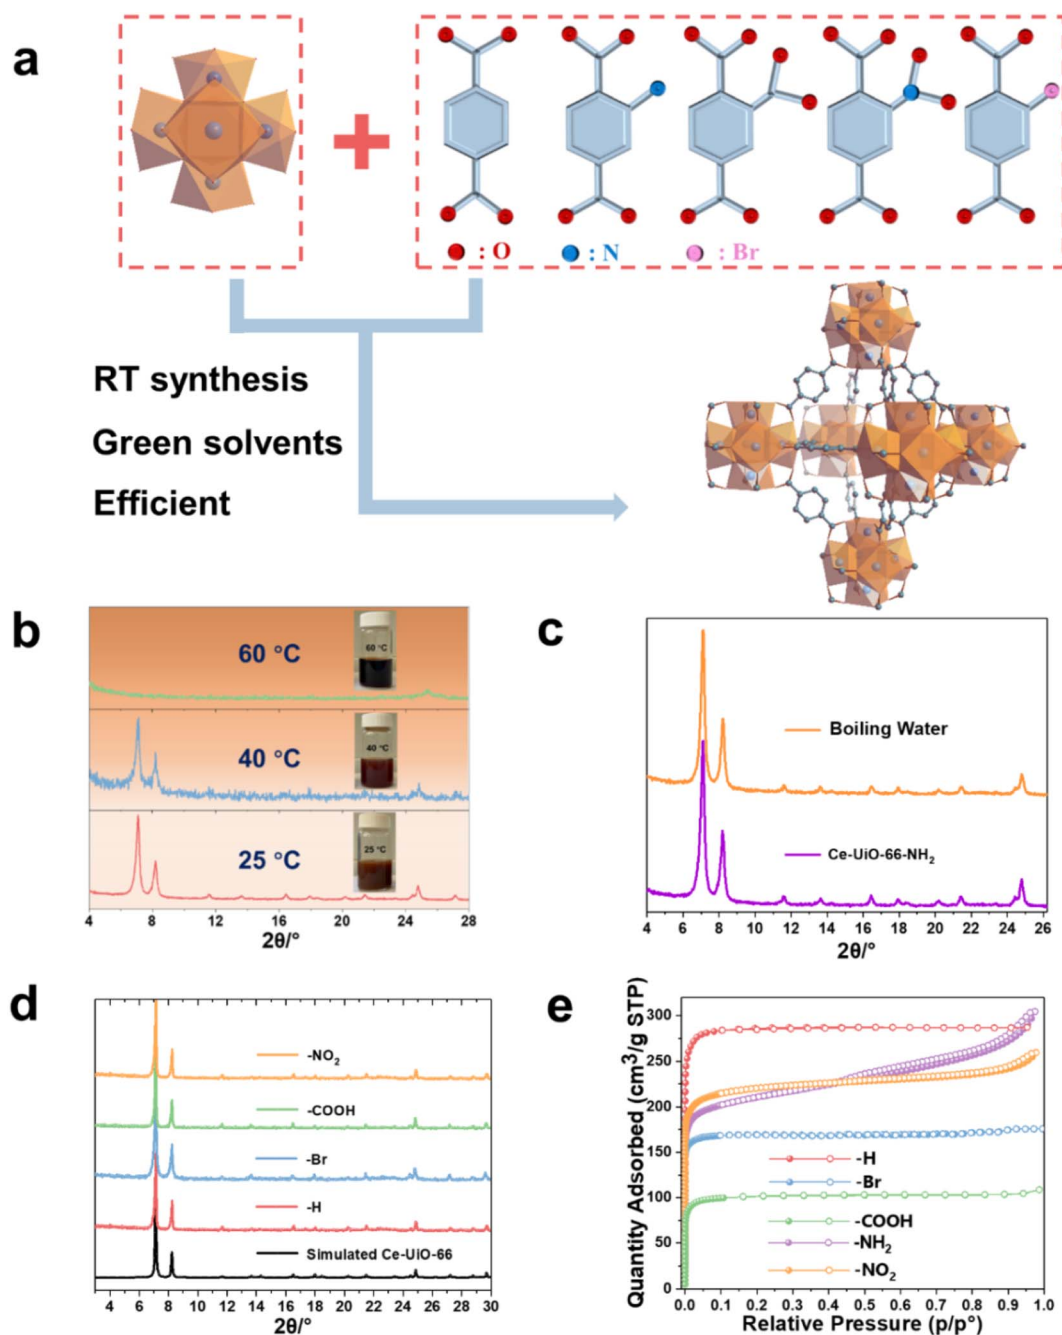 a
: O : N : Br
RT synthesis
Green solvents
Efficient
b
60 °C
60 °C
40 °C
40 °C
25 °C
25 °C
4 8 12 16 20 24 28
2θ/°
c
Boiling Water
Ce-UiO-66-NH₂
4 6 8 10 12 14 16 18 20 22 24 26
2θ/°
d
-NO₂
-COOH
-Br
-H
Simulated Ce-UiO-66
4 6 8 10 12 14 16 18 20 22 24 26 28 30
2θ/°
e
Quantity Adsorbed (cm³/g STP)
300
250
200
150
100
50
0
-H
-Br
-COOH
-NH₂
-NO₂
0.0 0.1 0.2 0.3 0.4 0.5 0.6 0.7 0.8 0.9 1.0
Relative Pressure (p/p°)